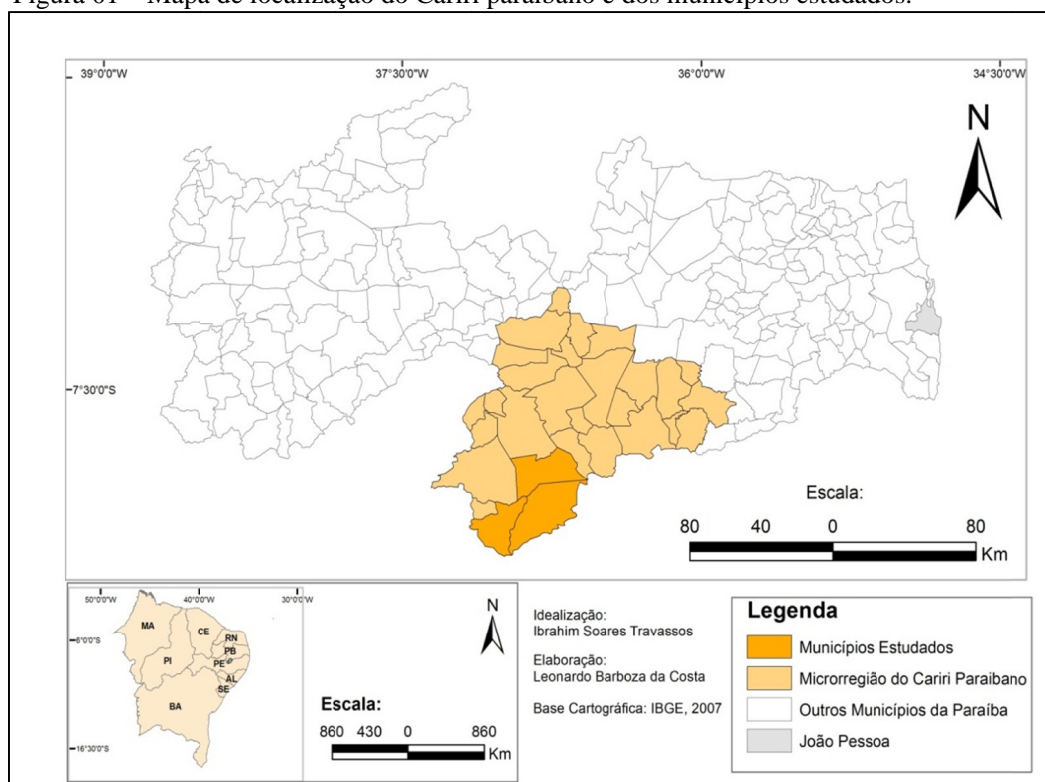 Figura 01 – Mapa de localização do Cariri paraibano e dos municípios estudados.
39°0'0"W 37°30'0"W 36°0'0"W 34°30'0"W
N
7°30'0"S
Escala:
80 40 0 80
Km
50°0'0"W 40°0'0"W 30°0'0"W
MA
CE
RN
PB
PI
PE
AL
SE
BA
6°0'0"S
16°30'0"S
N
Escala:
860 430 0 860
Km
Idealização:
Ibrahim Soares Travassos
Elaboração:
Leonardo Barboza da Costa
Base Cartográfica: IBGE, 2007
Legenda
Municípios Estudados
Microrregião do Cariri Paraibano
Outros Municípios da Paraíba
João Pessoa